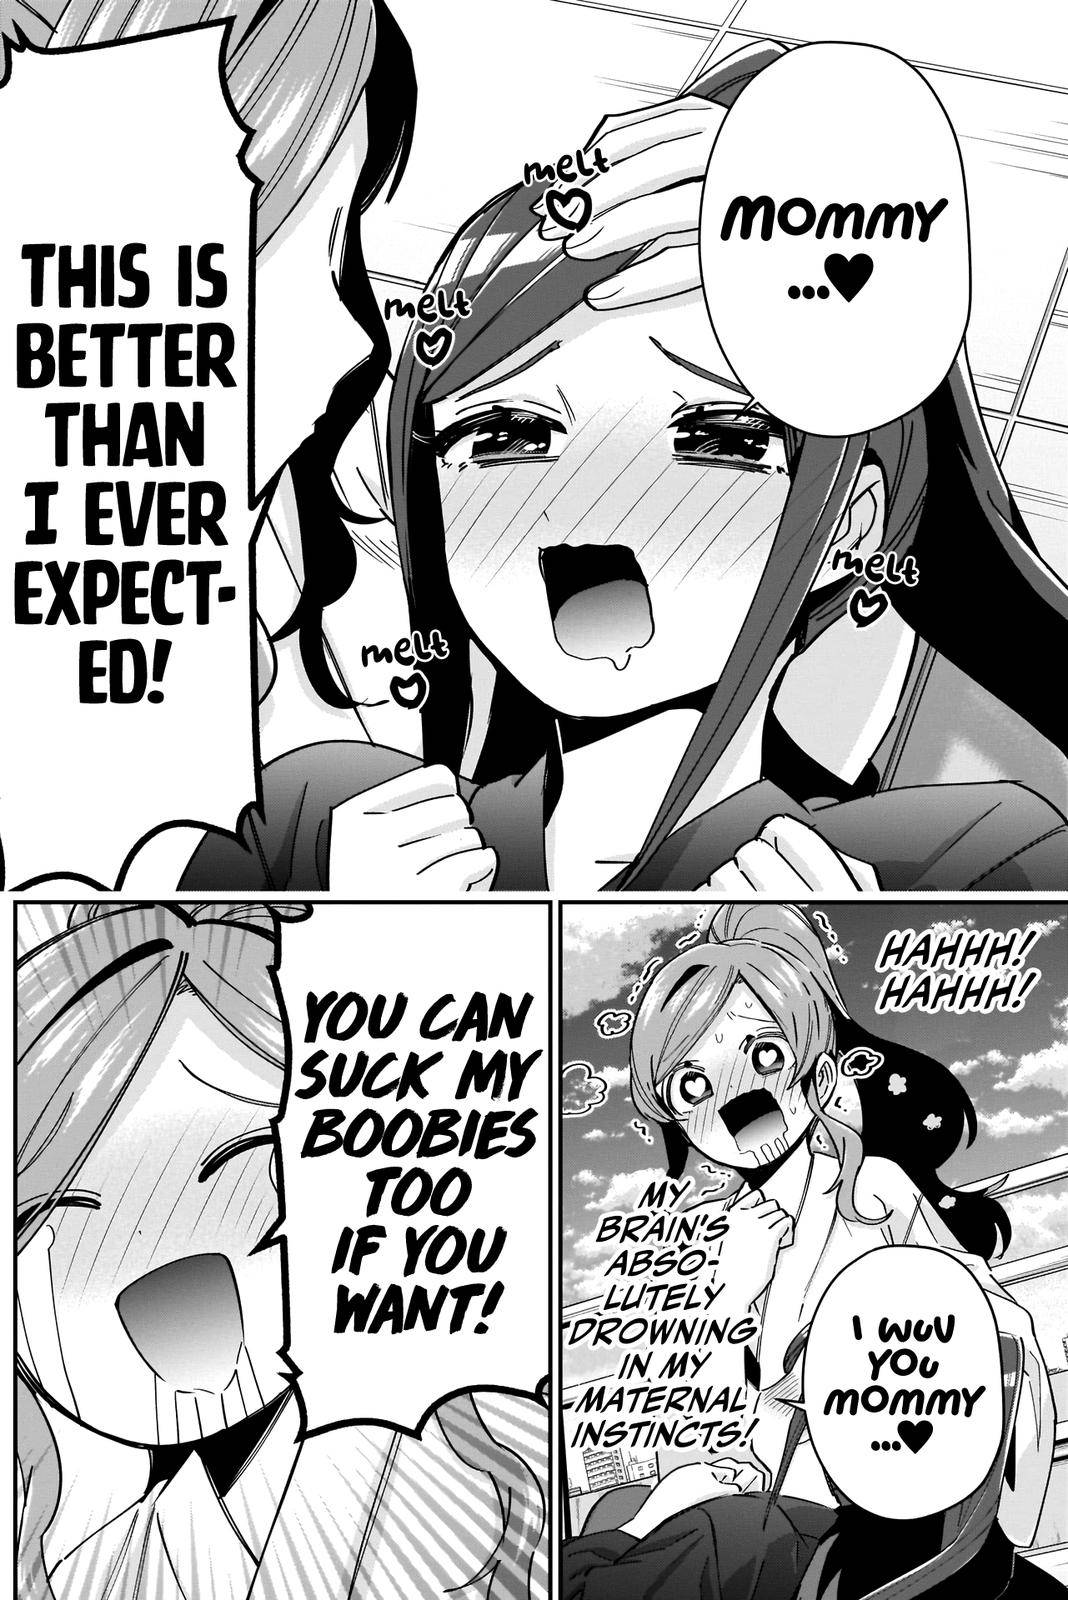 MOMMY
...♥
melt
melt
melt
melt
THIS IS
BETTER
THAN
I EVER
EXPECT-
ED!
HAHHH!
HAHHH!
MY
BRAIN'S
ABSO-
LUTELY
DROWNING
IN MY
MATERNAL
INSTINCTS!
I WUV
YOU
MOMMY
...♥
YOU CAN
SUCK MY
BOOBIES
TOO
IF YOU
WANT!